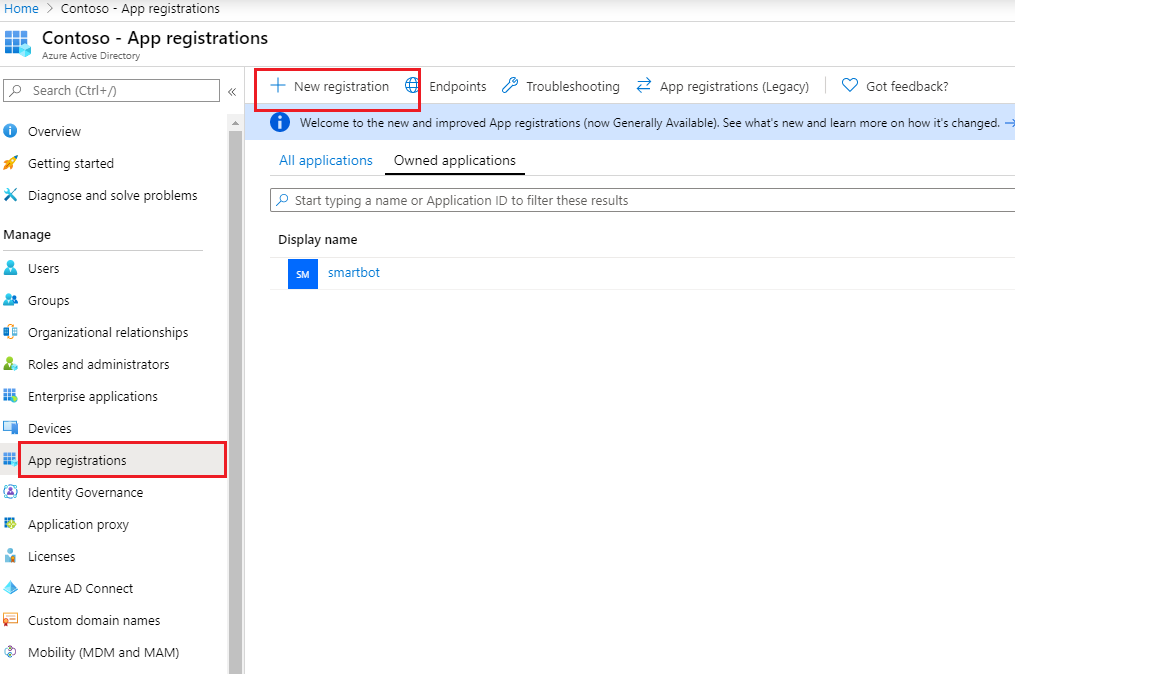 Home > Contoso - App registrations
Contoso - App registrations
Azure Active Directory
Search (Ctrl+/)
«
Overview
Getting started
Diagnose and solve problems
Manage
Users
Groups
Organizational relationships
Roles and administrators
Enterprise applications
Devices
App registrations
Identity Governance
Application proxy
Licenses
Azure AD Connect
Custom domain names
Mobility (MDM and MAM)
New registration Endpoints Troubleshooting App registrations (Legacy) Got feedback?
Welcome to the new and improved App registrations (now Generally Available). See what's new and learn more on how it's changed. →
All applications Owned applications
Start typing a name or Application ID to filter these results
Display name
SM smartbot